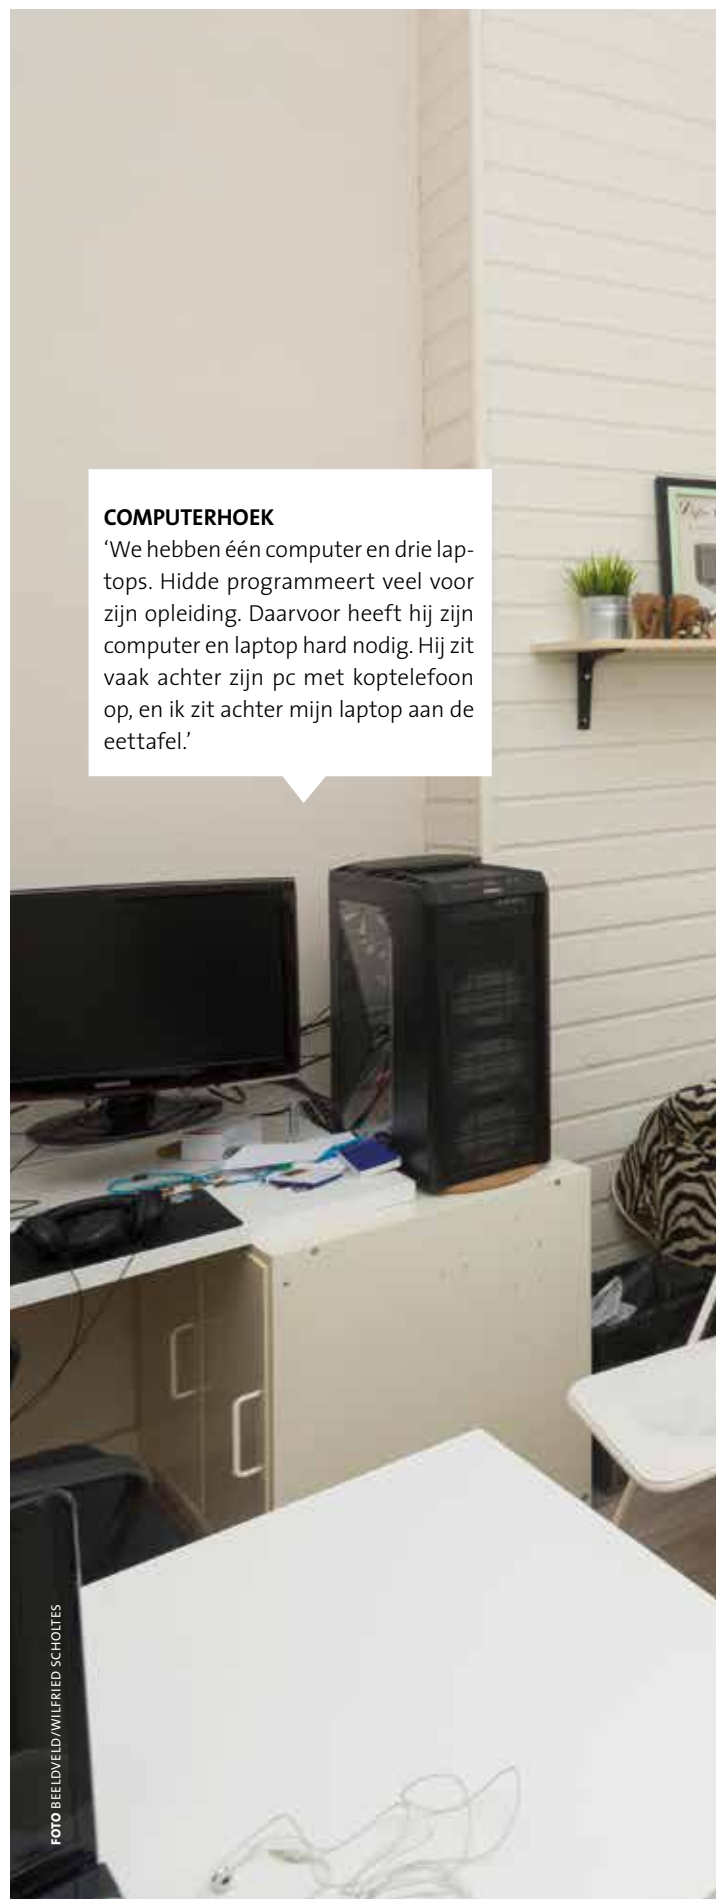 COMPUTERHOEK
‘We hebben één computer en drie lap-
tops. Hidde programmeert veel voor
zijn opleiding. Daarvoor heeft hij zijn
computer en laptop hard nodig. Hij zit
vaak achter zijn pc met koptelefoon
op, en ik zit achter mijn laptop aan de
eettafel.’
FOTO BEELDVELD/WILFRIED SCHOLTES